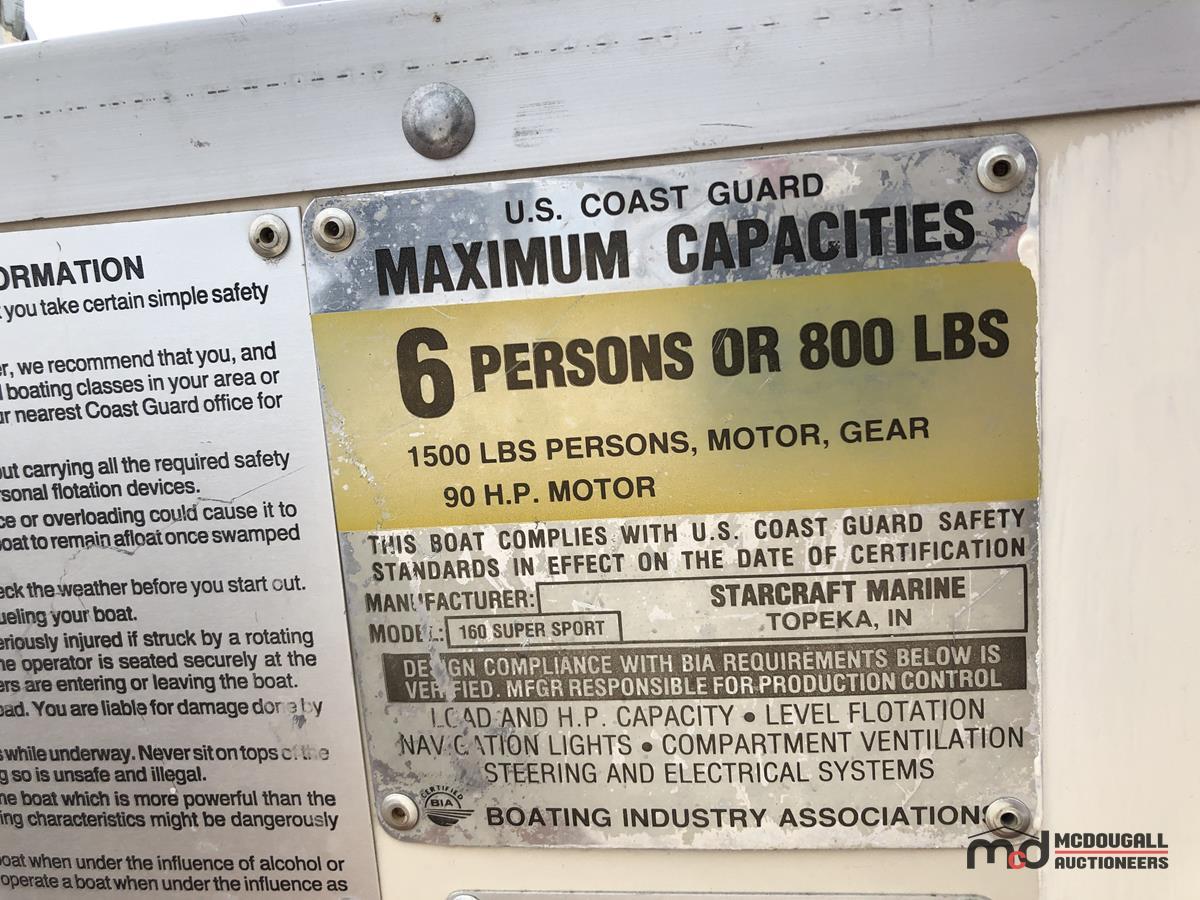 ORMATION
you take certain simple safety
er, we recommend that you, and
boating classes in your area or
ur nearest Coast Guard office for
out carrying all the required safety
rsonal flotation devices.
ce or overloading could cause it to
boat to remain afloat once swamped
eck the weather before you start out.
ueling your boat.
eriously injured if struck by a rotating
he operator is seated securely at the
ers are entering or leaving the boat.
oad. You are liable for damage done by
s while underway. Never sit on tops of the
g so is unsafe and illegal.
he boat which is more powerful than the
ing characteristics might be dangerously
boat when under the influence of alcohol or
operate a boat when under the influence as
U.S. COAST GUARD
MAXIMUM CAPACITIES
6 PERSONS OR 800 LBS
1500 LBS PERSONS, MOTOR, GEAR
90 H.P. MOTOR
THIS BOAT COMPLIES WITH U.S. COAST GUARD SAFETY
STANDARDS IN EFFECT ON THE DATE OF CERTIFICATION
MANUFACTURER: STARCRAFT MARINE
TOPEKA, IN
MODEL: 160 SUPER SPORT
DESIGN COMPLIANCE WITH BIA REQUIREMENTS BELOW IS
VERIFIED. MFGR RESPONSIBLE FOR PRODUCTION CONTROL
LOAD AND H.P. CAPACITY • LEVEL FLOTATION
NAVIGATION LIGHTS • COMPARTMENT VENTILATION
STEERING AND ELECTRICAL SYSTEMS
CERTIFIED
BIA
BOATING INDUSTRY ASSOCIATIONS
mcd MCDOUGALL
AUCTIONEERS